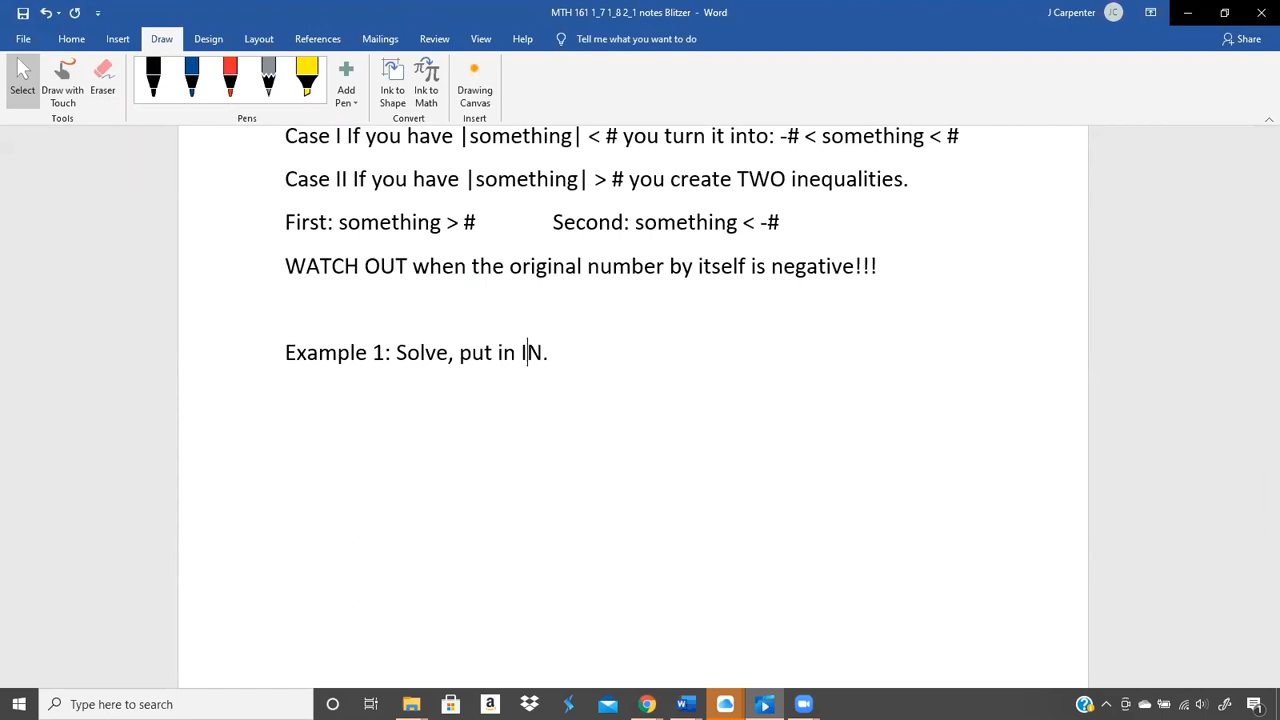 MTH 161 1_7 1_8 2_1 notes Blitzer - Word
J Carpenter JC
File Home Insert Draw Design Layout References Mailings Review View Help Tell me what you want to do Share
Select Draw with Touch Eraser Add Pen Ink to Shape Ink to Math Drawing Canvas
Tools Pens Convert Insert
Case I If you have |something| < # you turn it into: -# < something < #
Case II If you have |something| > # you create TWO inequalities.
First: something > # Second: something < -#
WATCH OUT when the original number by itself is negative!!!
Example 1: Solve, put in IN.
Type here to search